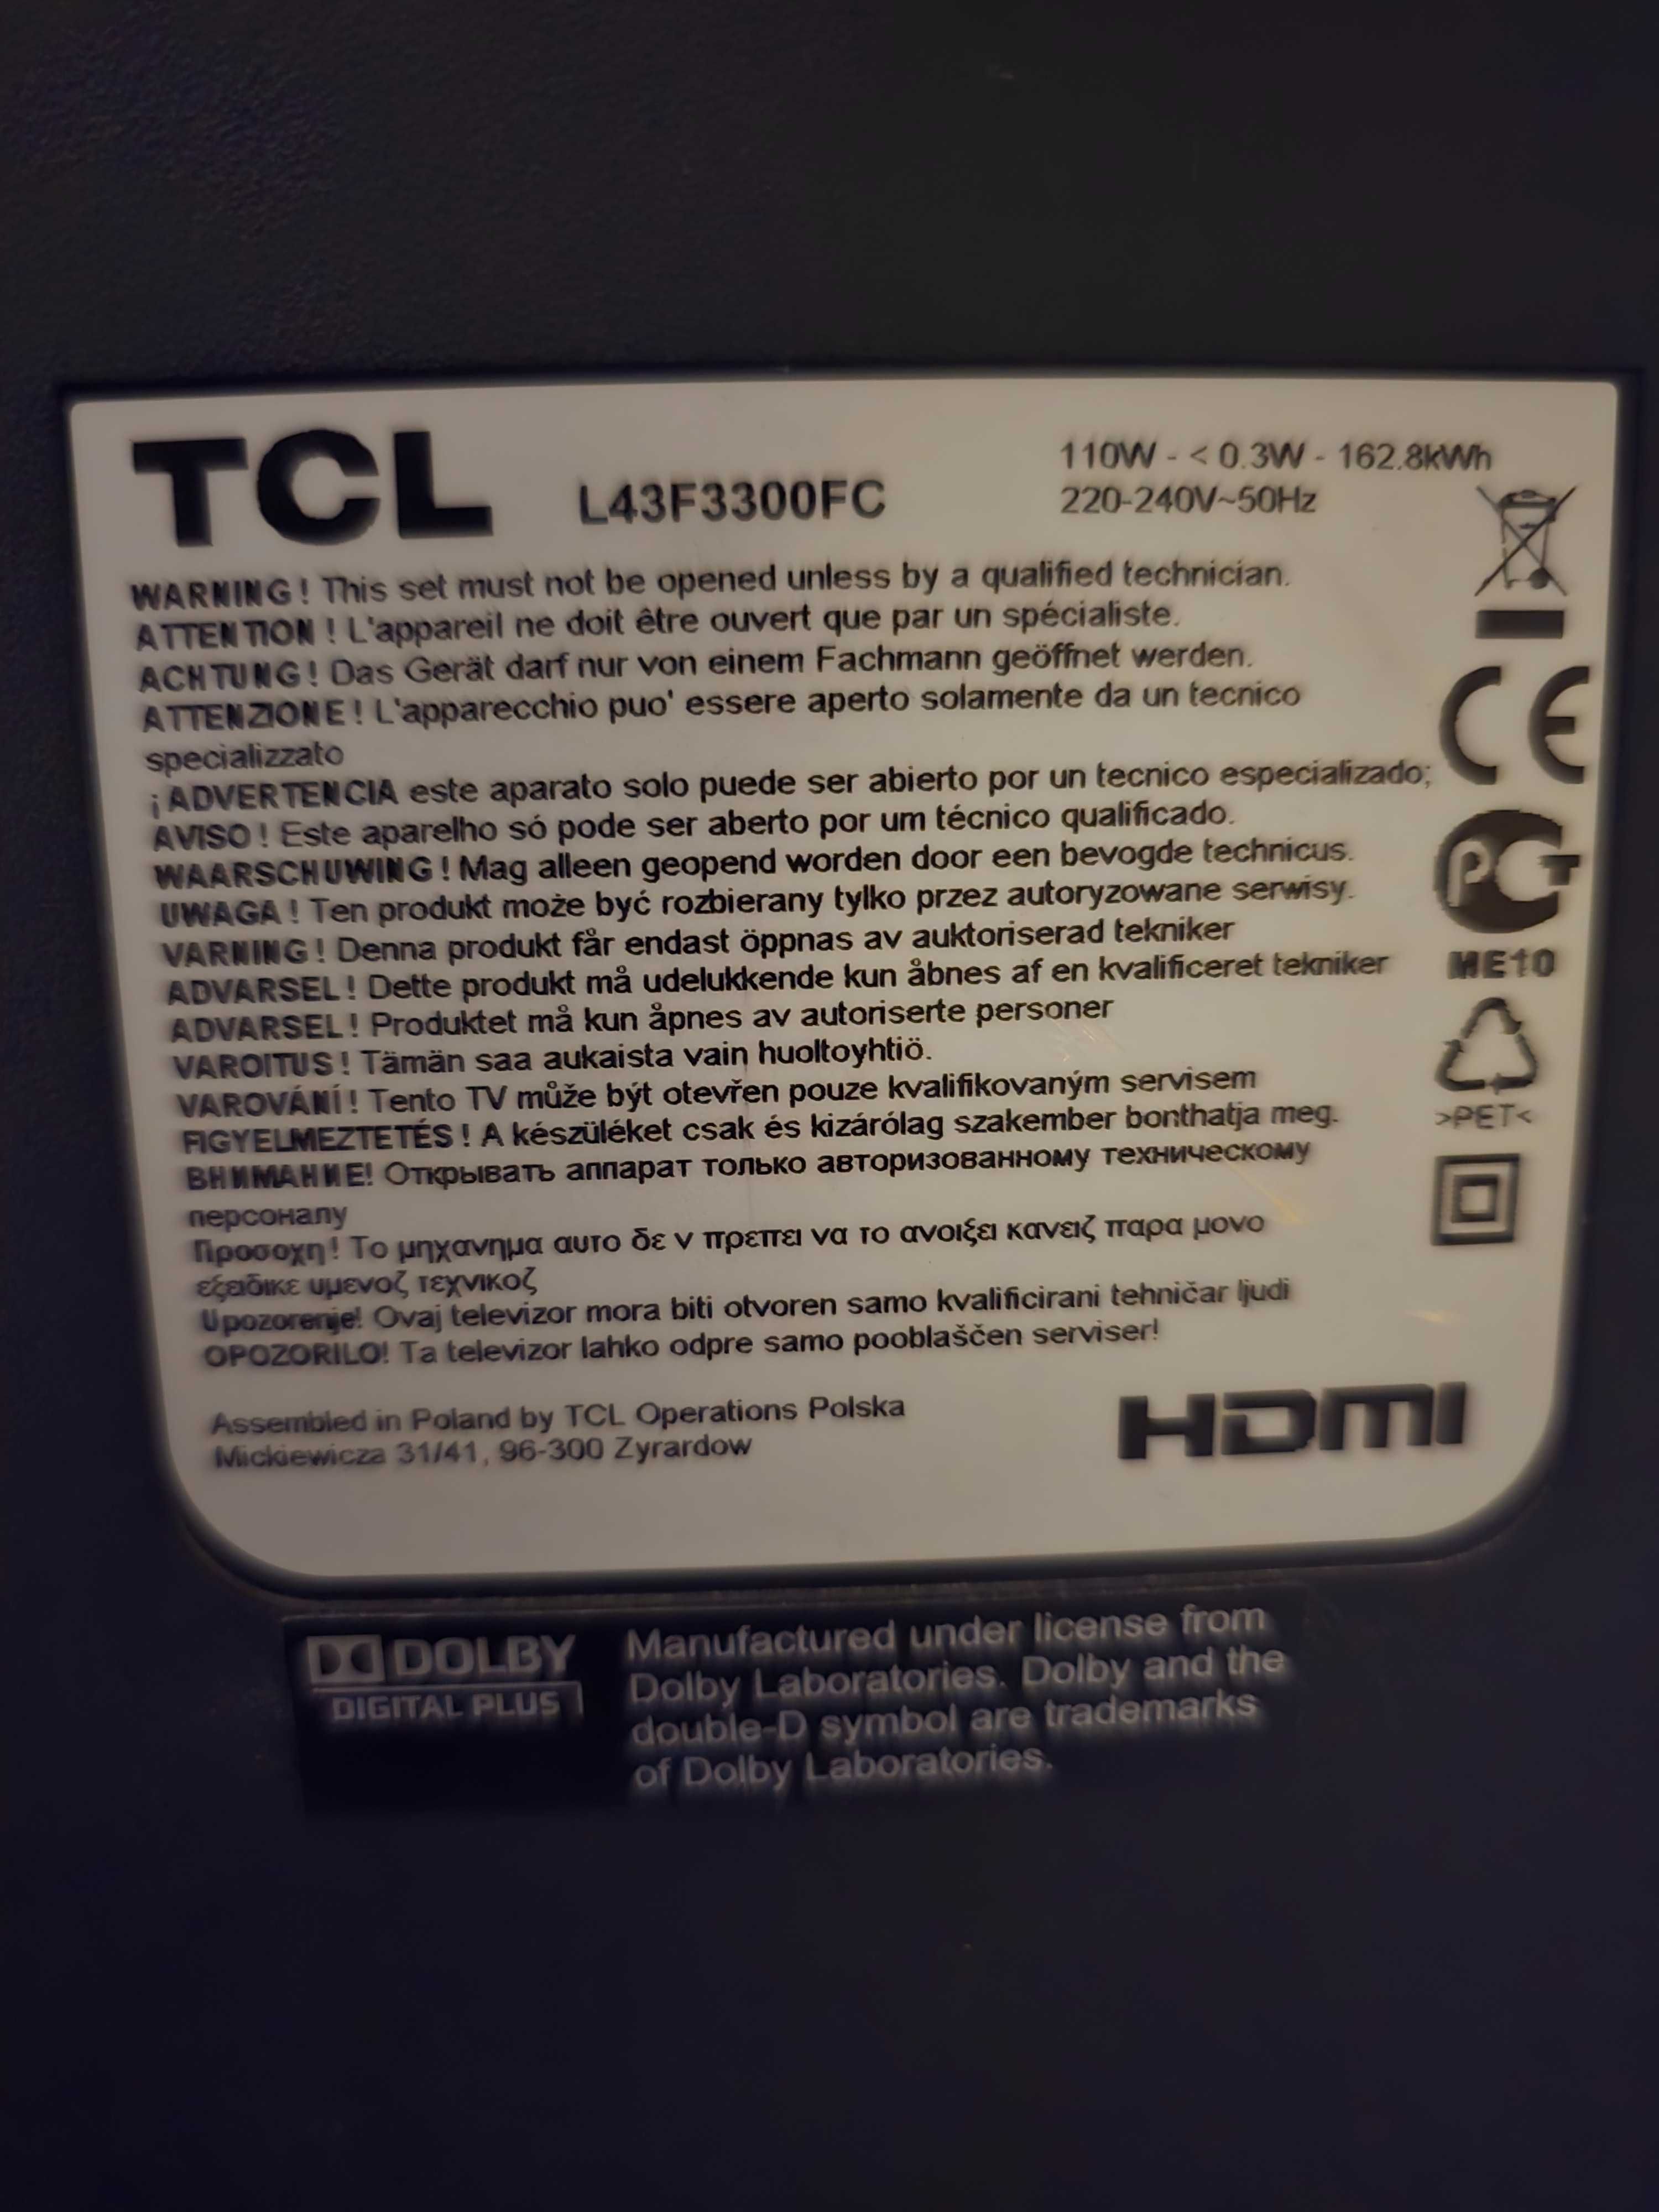 TCL
L43F3300FC
110W - < 0.3W - 162.8kWh
220-240V~50Hz
WARNING! This set must not be opened unless by a qualified technician.
ATTENTION ! L'appareil ne doit être ouvert que par un spécialiste.
ACHTUNG! Das Gerät darf nur von einem Fachmann geöffnet werden.
ATTENZIONE! L'apparecchio puo' essere aperto solamente da un tecnico
specializzato
¡ADVERTENCIA este aparato solo puede ser abierto por un tecnico especializado;
AVISO! Este aparelho só pode ser aberto por um técnico qualificado.
WAARSCHUWING! Mag alleen geopend worden door een bevogde technicus.
UWAGA! Ten produkt może być rozbierany tylko przez autoryzowane serwisy.
VARNING! Denna produkt får endast öppnas av auktoriserad tekniker
ADVARSEL! Dette produkt må udelukkende kun åbnes af en kvalificeret tekniker
ADVARSEL! Produktet må kun åpnes av autoriserte personer
VAROITUS! Tämän saa aukaista vain huoltoyhtiö.
VAROVÁNÍ! Tento TV může být otevřen pouze kvalifikovaným servisem
FIGYELMEZTETÉS! A készüléket csak és kizárólag szakember bonthatja meg.
ВНИМАНИЕ! Открывать аппарат только авторизованному техническому
персоналу
Προσοχη! Το μηχανημα αυτο δε ν πρεπει να το ανοιξει κανειζ παρα μονο
εξειδικε υμενοζ τεχνικοζ
Upozorenje! Ovaj televizor mora biti otvoren samo kvalificirani tehničar ljudi
OPOZORILO! Ta televizor lahko odpre samo pooblaščen serviser!
Assembled in Poland by TCL Operations Polska
Mickiewicza 31/41, 96-300 Zyrardow
CE
PCT
ME10
>PET<
HDMI
DOLBY
DIGITAL PLUS
Manufactured under license from
Dolby Laboratories. Dolby and the
double-D symbol are trademarks
of Dolby Laboratories.